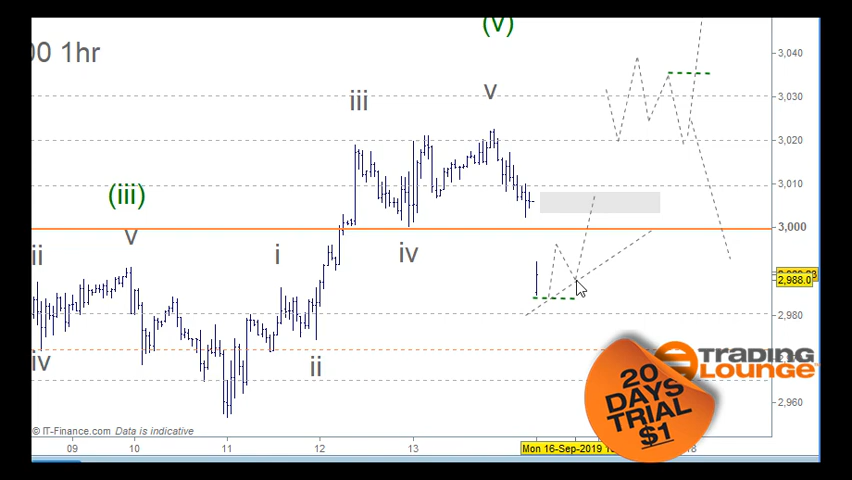 (v)
00 1hr
3,040
v
iii
3,030
3,020
(iii)
3,010
v
3,000
ii
i
iv
2,988.0
2,980
iv
ii
TRADING
LOUNGE
20
DAYS
TRIAL
$1
2,960
© IT-Finance.com Data is indicative
09
10
11
12
13
Mon 16-Sep-2019
18